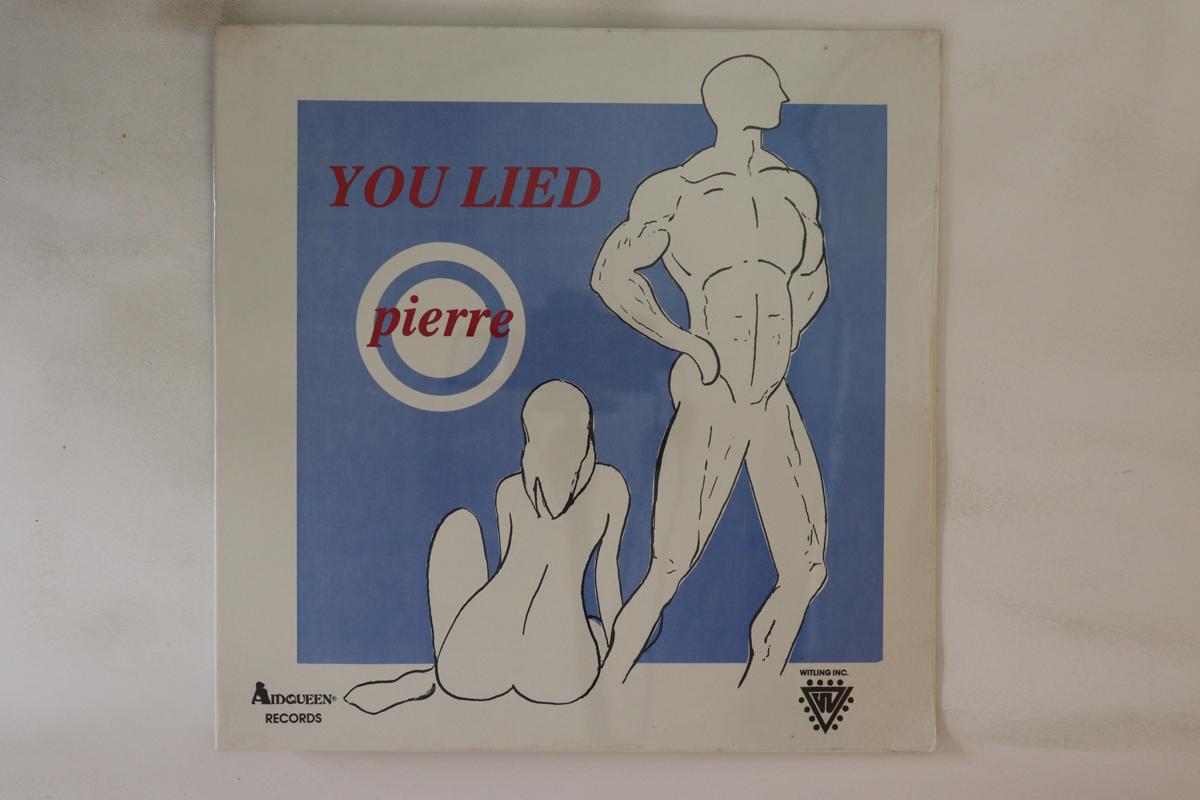 YOU LIED
pierre
AIDQUEEN®
RECORDS
WITLING INC.
W